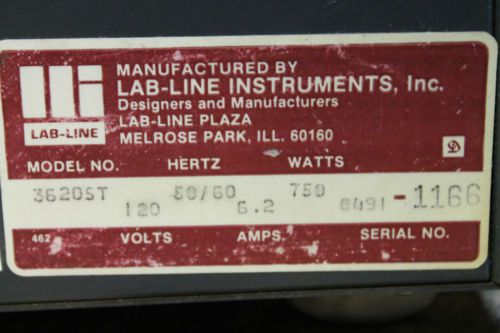 MANUFACTURED BY
LAB-LINE INSTRUMENTS, Inc.
Designers and Manufacturers
LAB-LINE PLAZA
MELROSE PARK, ILL. 60160
LAB-LINE
MODEL NO. HERTZ WATTS
3620ST 50/60 750
120 6.2 8491-1166
462 VOLTS AMPS. SERIAL NO.